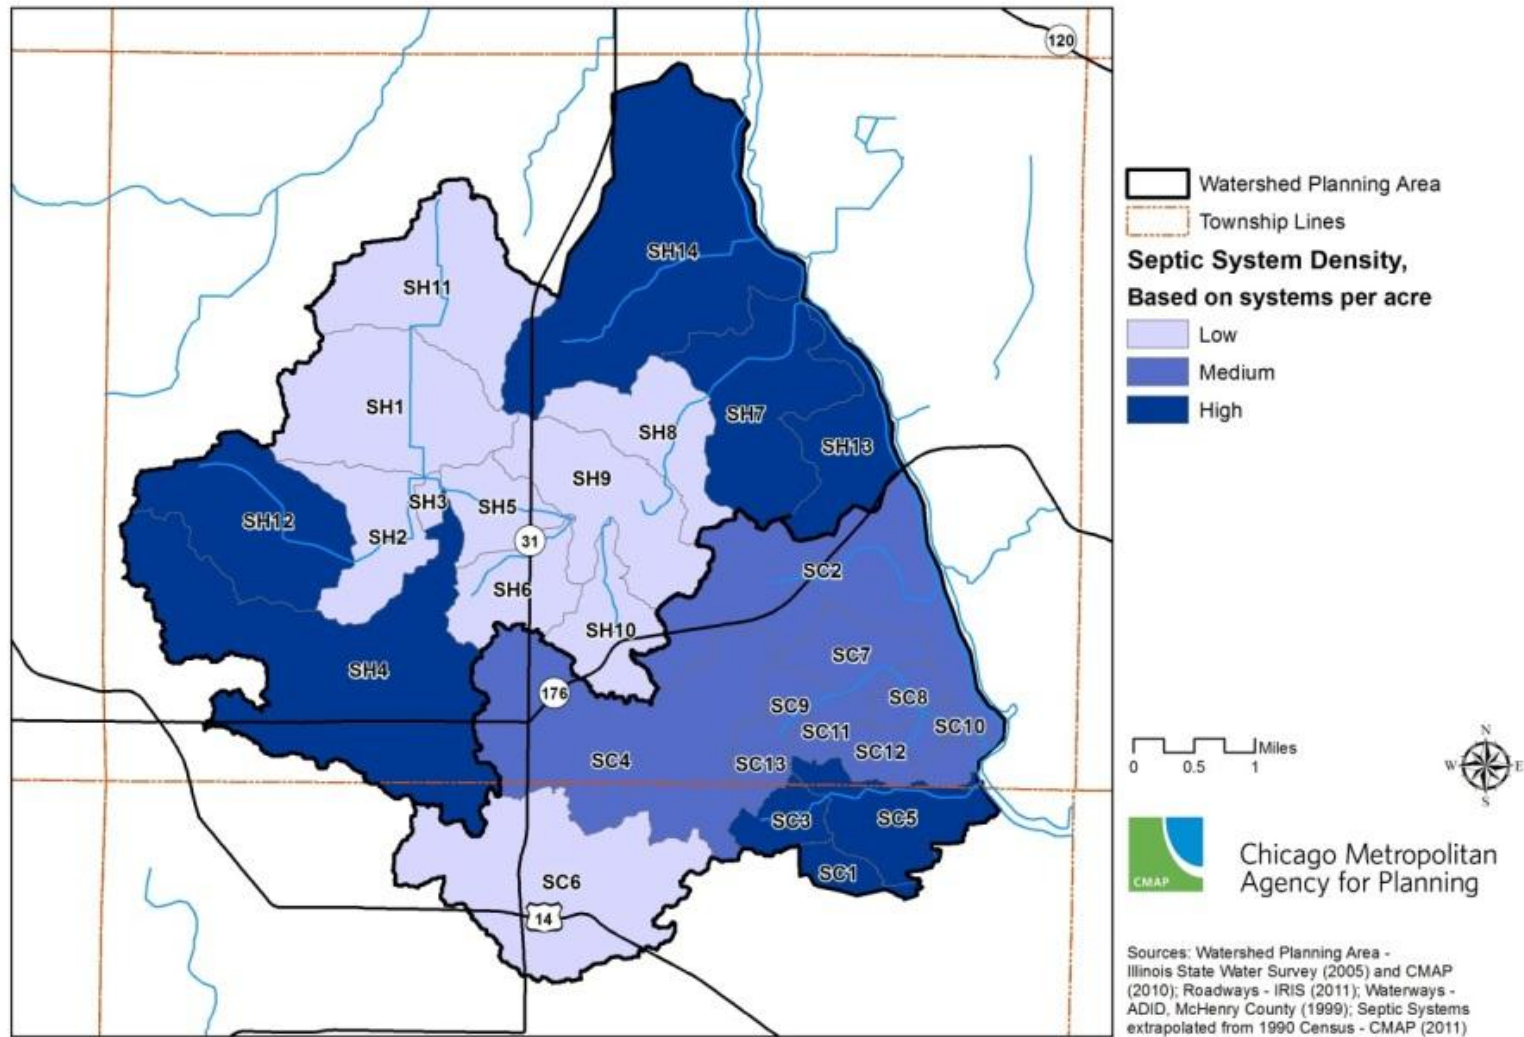 120
SH14
SH11
SH1
SH8
SH7
SH13
SH9
SH3
SH5
SH12
SH2
31
SC2
SH6
SH10
SC7
SH4
176
SC9
SC8
SC10
SC11
SC12
SC4
SC13
SC3
SC5
SC1
SC6
14
Watershed Planning Area
Township Lines
Septic System Density,
Based on systems per acre
Low
Medium
High
Miles
0 0.5 1
N
W E
S
CMAP
Chicago Metropolitan
Agency for Planning
Sources: Watershed Planning Area -
Illinois State Water Survey (2005) and CMAP
(2010); Roadways - IRIS (2011); Waterways -
ADID, McHenry County (1999); Septic Systems
extrapolated from 1990 Census - CMAP (2011)